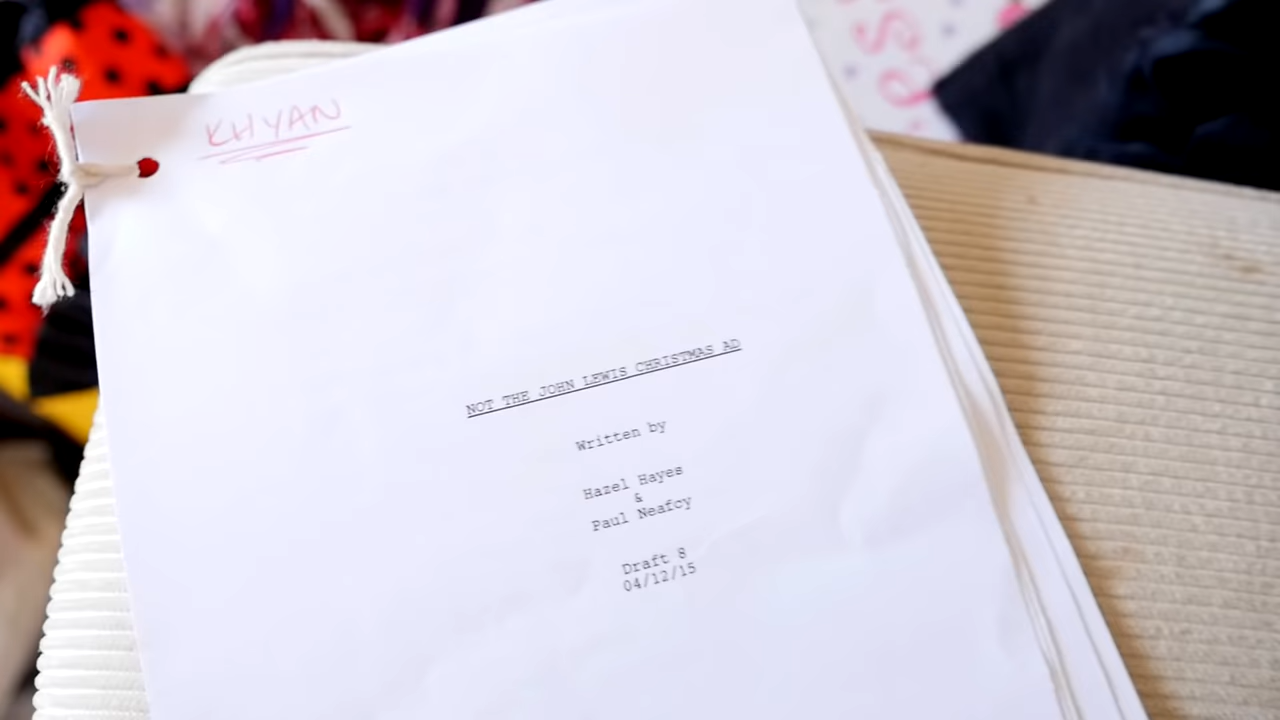 KHYAN
NOT THE JOHN LEWIS CHRISTMAS AD
Written by
Hazel Hayes
&
Paul Neafcy
Draft 8
04/12/15